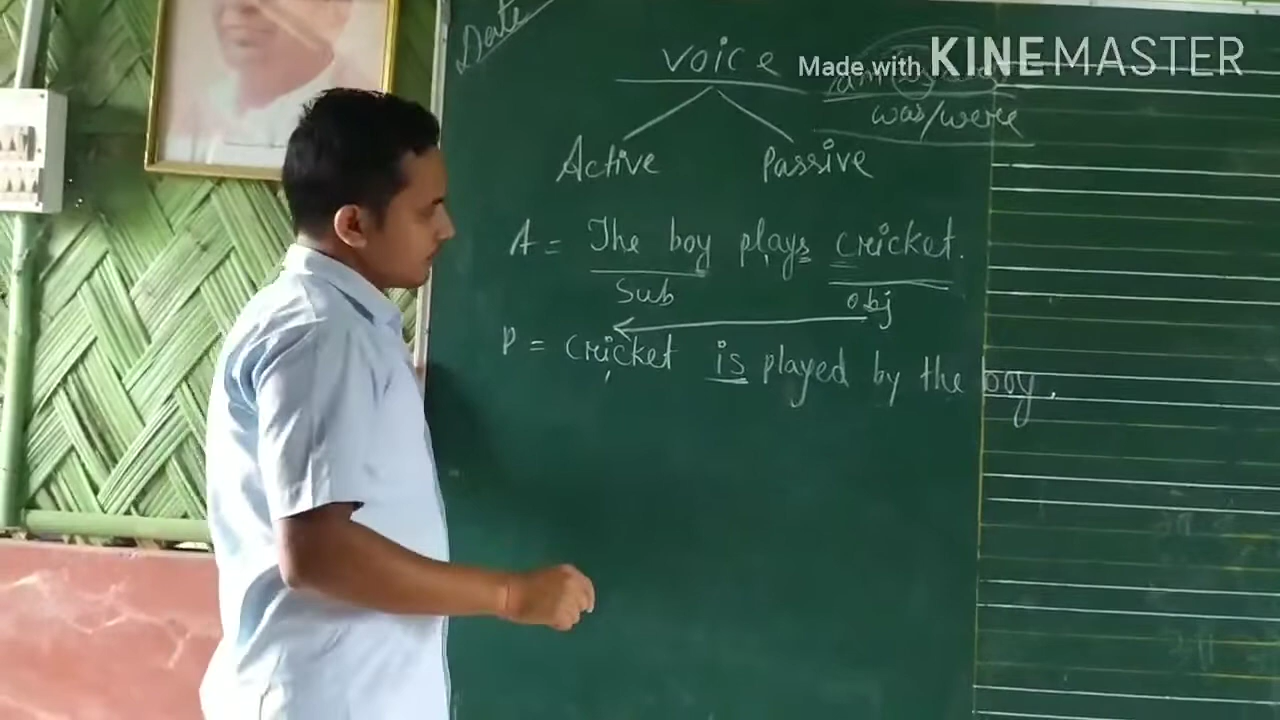 Date
voice
Made with KINEMASTER
was/were
Active Passive
A = The boy plays cricket.
Sub obj
P = cricket is played by the boy.